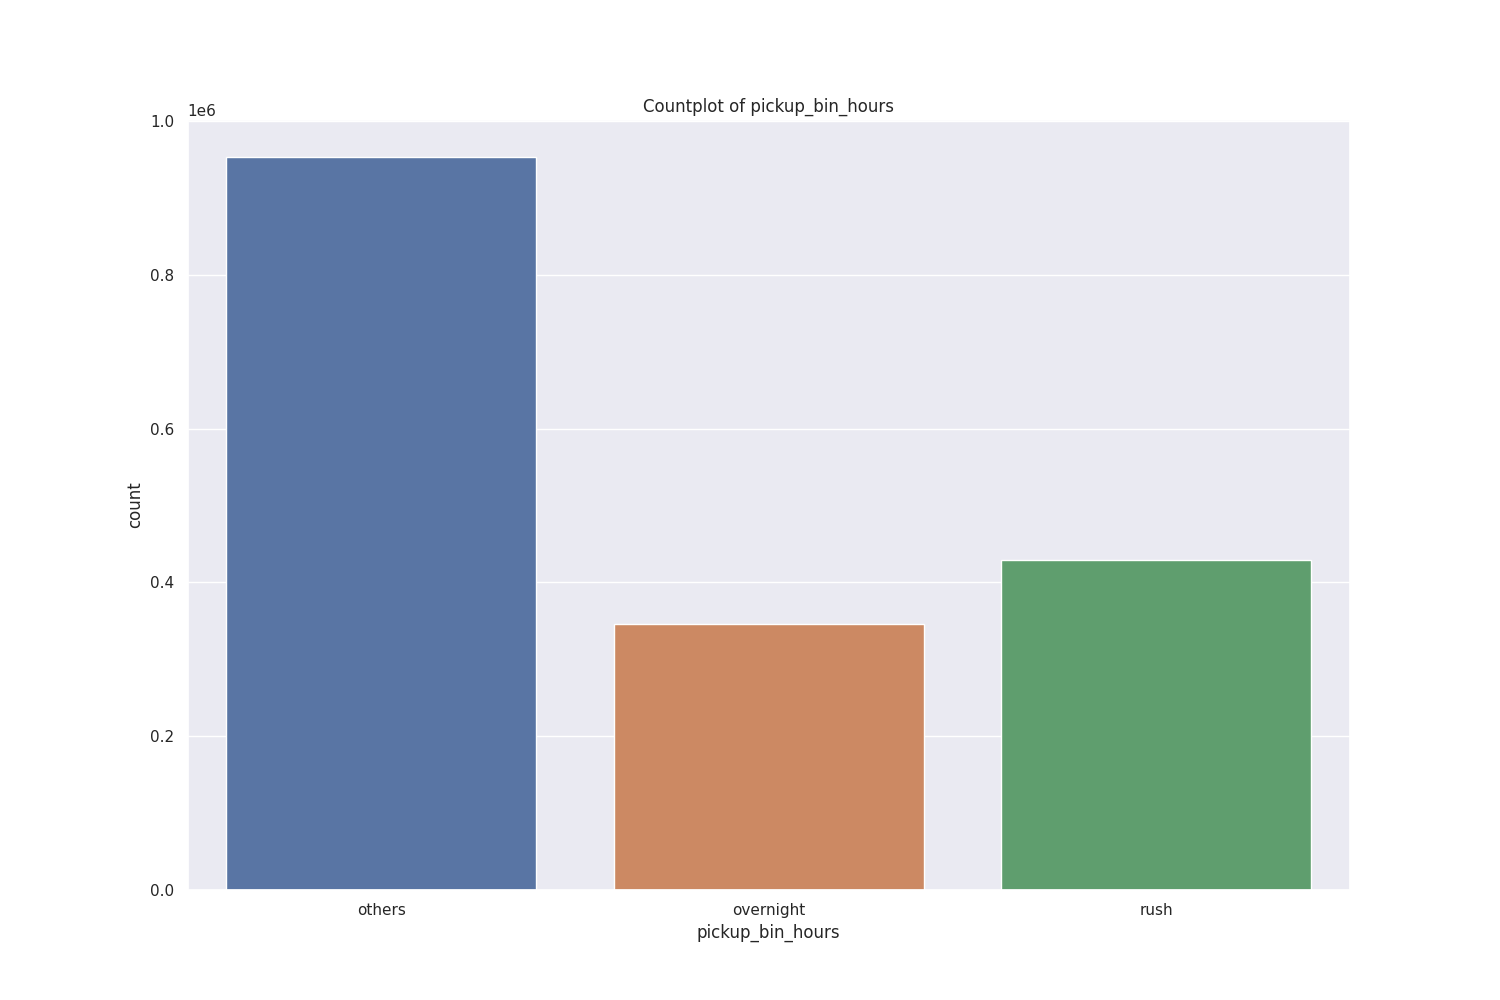 Countplot of pickup_bin_hours
1e6
1.0
0.8
0.6
0.4
0.2
0.0
count
others overnight rush
pickup_bin_hours